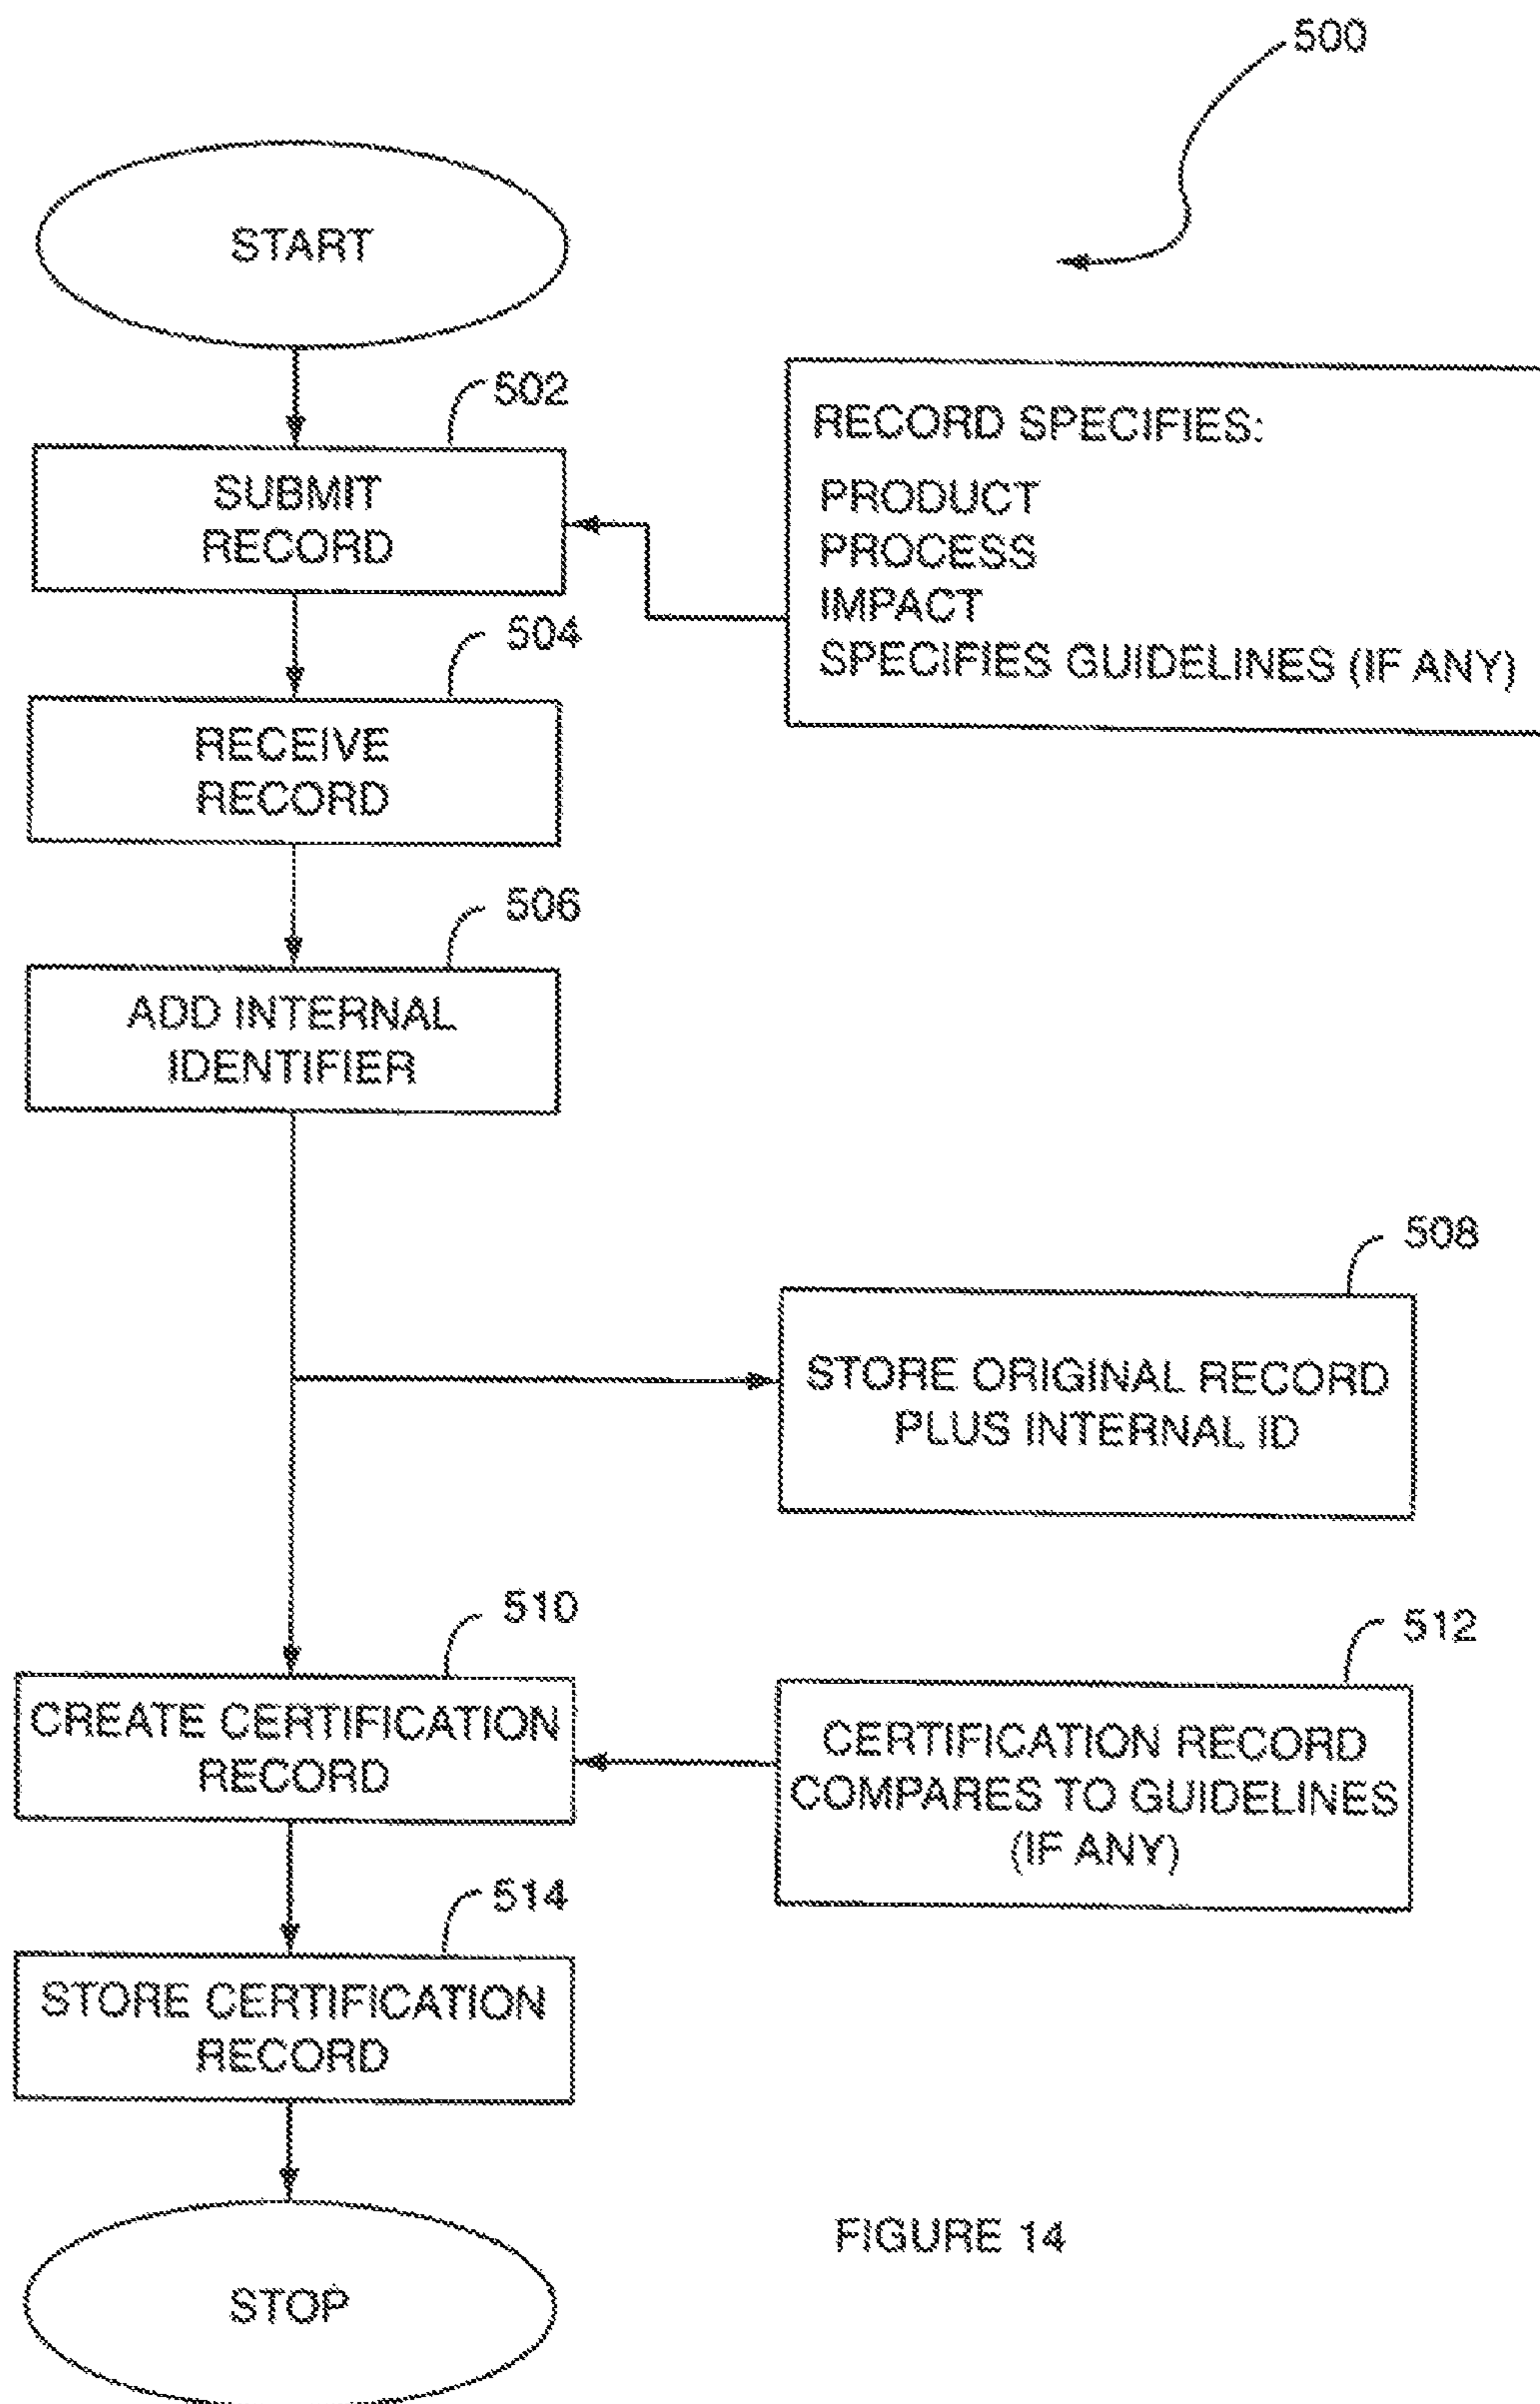 500
START
502
SUBMIT
RECORD
RECORD SPECIFIES:
PRODUCT
PROCESS
IMPACT
SPECIFIES GUIDELINES (IF ANY)
504
RECEIVE
RECORD
506
ADD INTERNAL
IDENTIFIER
508
STORE ORIGINAL RECORD
PLUS INTERNAL ID
510
CREATE CERTIFICATION
RECORD
512
CERTIFICATION RECORD
COMPARES TO GUIDELINES
(IF ANY)
514
STORE CERTIFICATION
RECORD
STOP
FIGURE 14